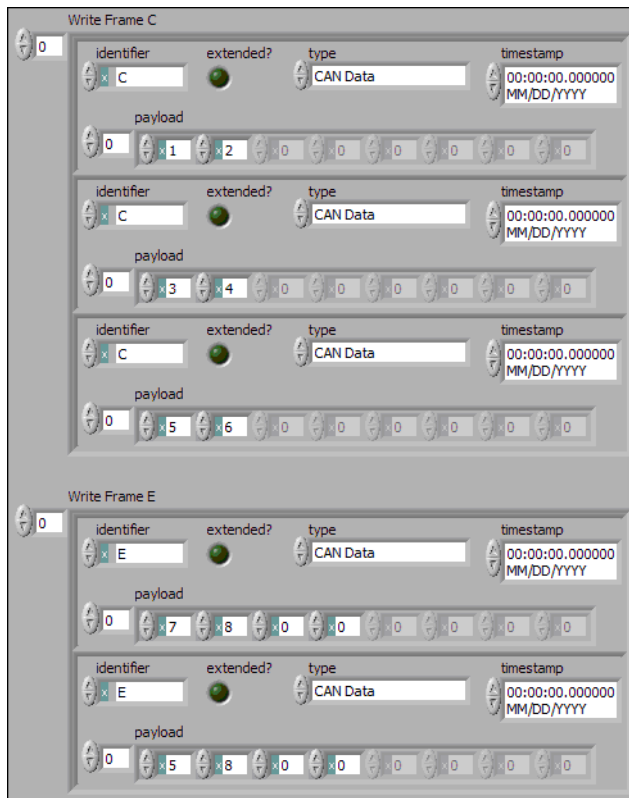 Write Frame C
0
identifier extended? type timestamp
x C CAN Data 00:00:00.000000
MM/DD/YYYY
payload
0 x 1 x 2 x 0 x 0 x 0 x 0 x 0 x 0
identifier extended? type timestamp
x C CAN Data 00:00:00.000000
MM/DD/YYYY
payload
0 x 3 x 4 x 0 x 0 x 0 x 0 x 0 x 0
identifier extended? type timestamp
x C CAN Data 00:00:00.000000
MM/DD/YYYY
payload
0 x 5 x 6 x 0 x 0 x 0 x 0 x 0 x 0
Write Frame E
0
identifier extended? type timestamp
x E CAN Data 00:00:00.000000
MM/DD/YYYY
payload
0 x 7 x 8 x 0 x 0 x 0 x 0 x 0 x 0
identifier extended? type timestamp
x E CAN Data 00:00:00.000000
MM/DD/YYYY
payload
0 x 5 x 8 x 0 x 0 x 0 x 0 x 0 x 0